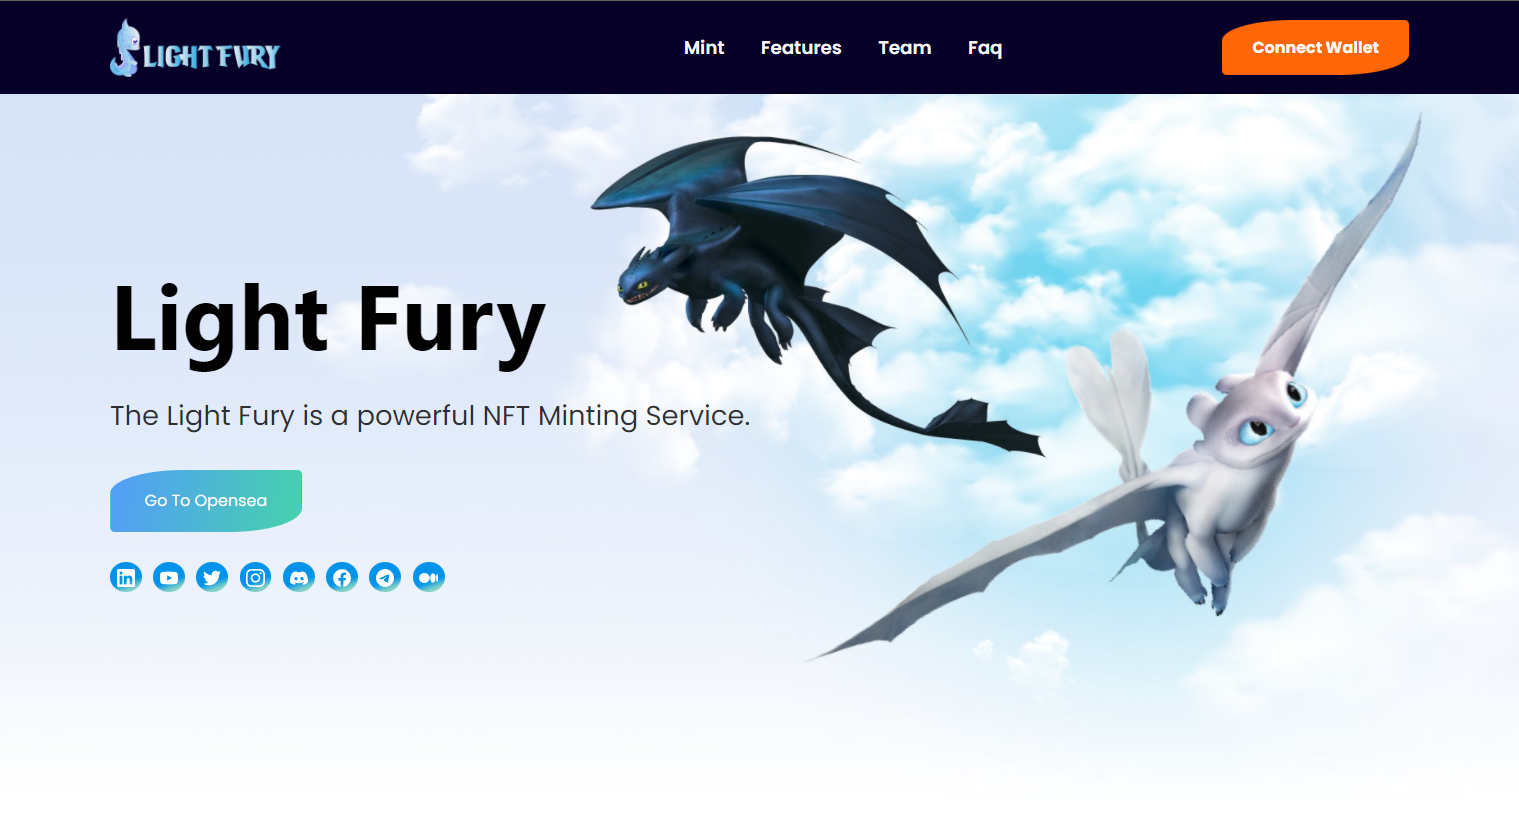 LIGHT FURY
Mint Features Team Faq
Connect Wallet
Light Fury
The Light Fury is a powerful NFT Minting Service.
Go To Opensea